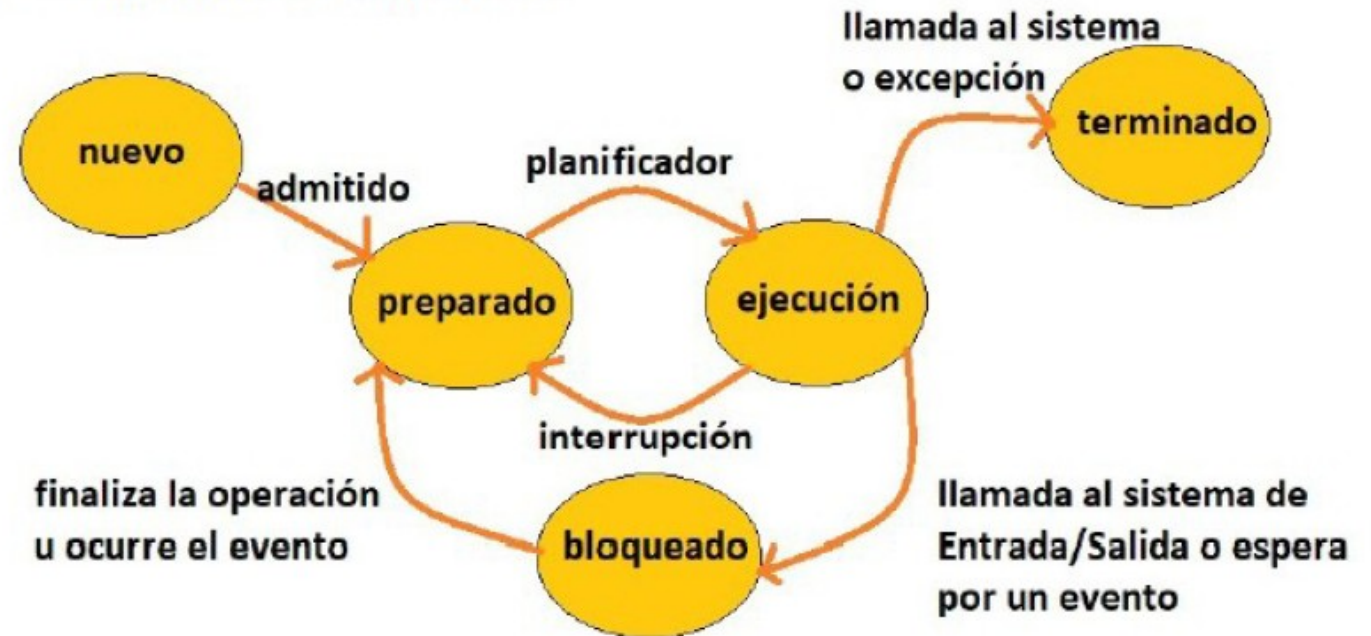 llamada al sistema
o excepción
nuevo
terminado
admitido
planificador
preparado
ejecución
interrupción
finaliza la operación
u ocurre el evento
bloqueado
llamada al sistema de
Entrada/Salida o espera
por un evento